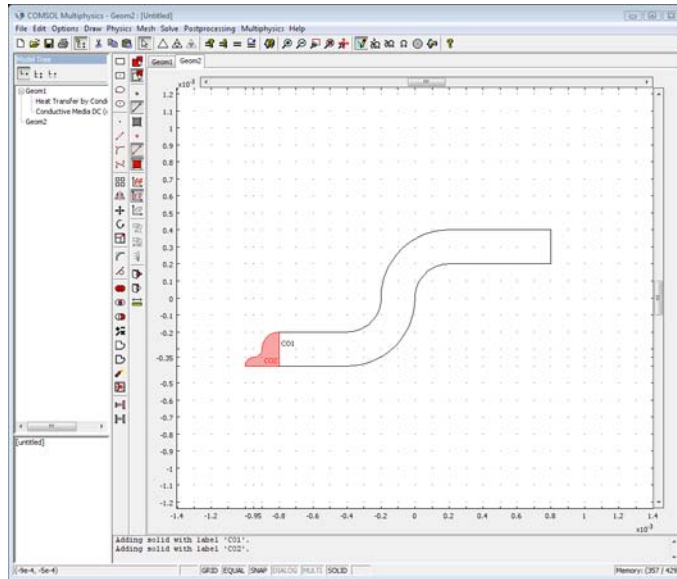 COMSOL Multiphysics - Geom2 : [Untitled]
File Edit Options Draw Physics Mesh Solve Postprocessing Multiphysics Help
Model Tree
Geom1
Heat Transfer by Condu
Conductive Media DC (
Geom2
[untitled]
Geom1 Geom2
x10⁻³
1.2
1.1
1
0.9
0.8
0.7
0.6
0.5
0.4
0.3
0.2
0
-0.2
-0.35
-0.5
-0.6
-0.7
-0.8
-0.9
-1
-1.1
-1.2
CO1
CO2
-1.4 -1.2 -0.95 -0.8 -0.6 -0.4 -0.2 0 0.2 0.4 0.6 0.8 1 1.2 1.4
x10⁻³
Adding solid with label 'CO1'.
Adding solid with label 'CO2'.
(-9e-4, -5e-4) GRID EQUAL SNAP DIALOG MULTI SOLID Memory: (357 / 429